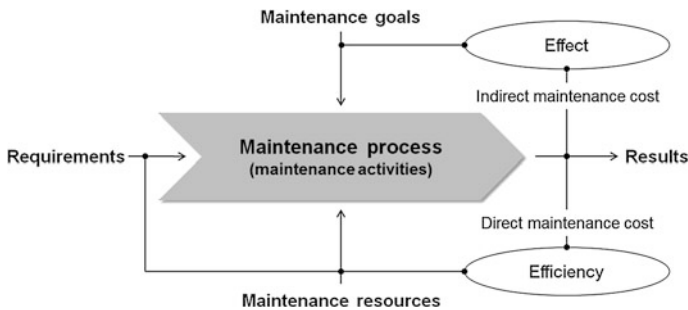 Maintenance goals
Effect
Indirect maintenance cost
Maintenance process
(maintenance activities)
Requirements
Results
Direct maintenance cost
Efficiency
Maintenance resources